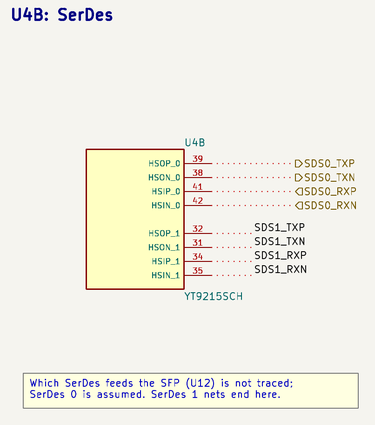 U4B: SerDes
U4B
HSOP_0 39 SDS0_TXP
HSON_0 38 SDS0_TXN
HSIP_0 41 SDS0_RXP
HSIN_0 42 SDS0_RXN
HSOP_1 32 SDS1_TXP
HSON_1 31 SDS1_TXN
HSIP_1 34 SDS1_RXP
HSIN_1 35 SDS1_RXN
YT9215SCH
Which SerDes feeds the SFP (U12) is not traced;
SerDes 0 is assumed. SerDes 1 nets end here.